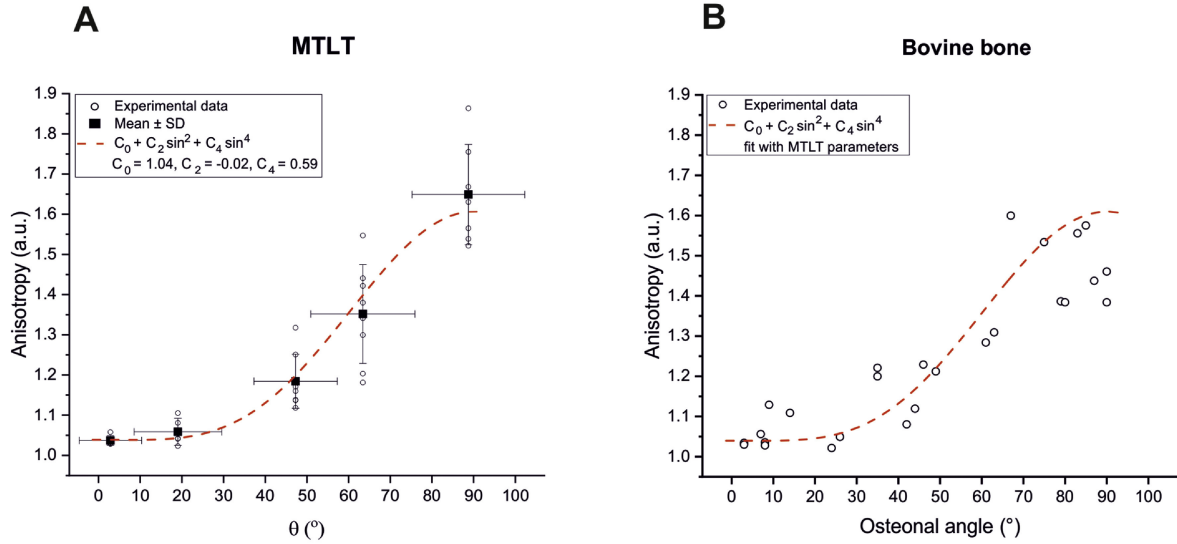 A
MTLT
Anisotropy (a.u.)
1.9
1.8
1.7
1.6
1.5
1.4
1.3
1.2
1.1
1.0
Experimental data
Mean ± SD
C₀ + C₂ sin² + C₄ sin⁴
C₀ = 1.04, C₂ = -0.02, C₄ = 0.59
0 10 20 30 40 50 60 70 80 90 100
θ (º)
B
Bovine bone
Anisotropy (a.u.)
1.9
1.8
1.7
1.6
1.5
1.4
1.3
1.2
1.1
1.0
Experimental data
C₀ + C₂ sin² + C₄ sin⁴
fit with MTLT parameters
0 10 20 30 40 50 60 70 80 90 100
Osteonal angle (°)